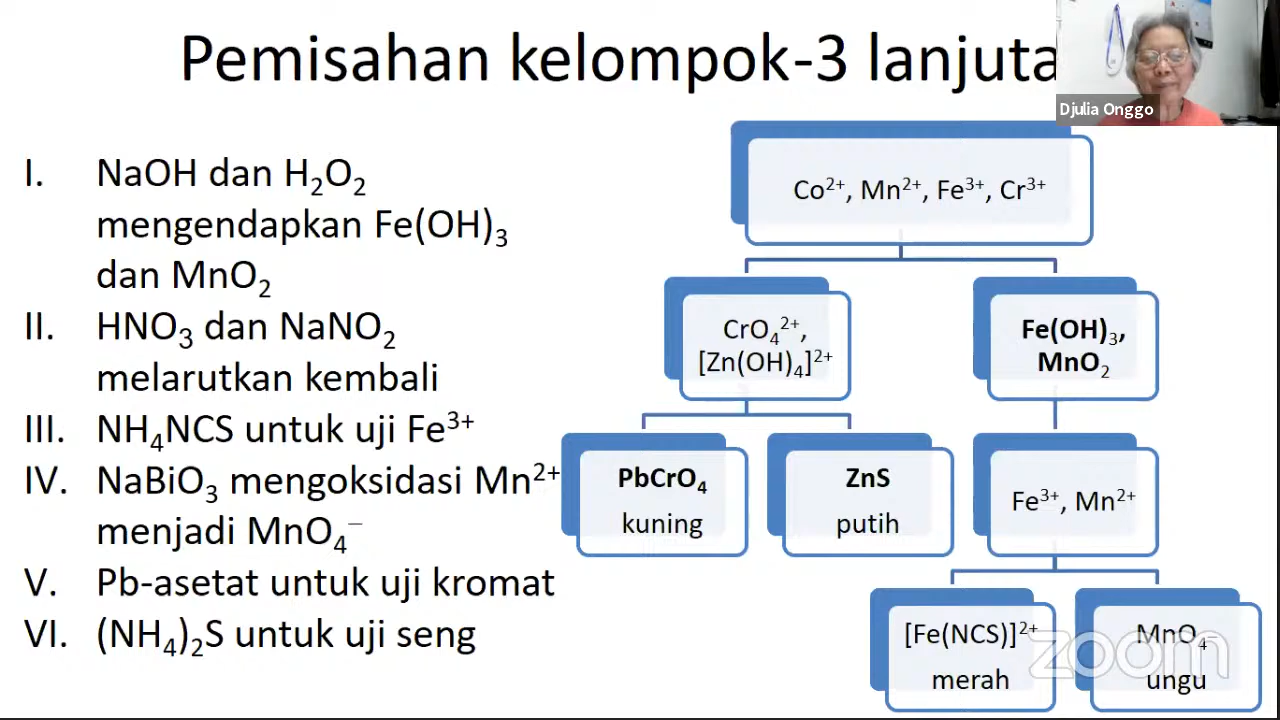 Pemisahan kelompok-3 lanjuta
Djulia Onggo
I. NaOH dan H₂O₂
mengendapkan Fe(OH)₃
dan MnO₂
II. HNO₃ dan NaNO₂
melarutkan kembali
III. NH₄NCS untuk uji Fe³⁺
IV. NaBiO₃ mengoksidasi Mn²⁺
menjadi MnO₄⁻
V. Pb-asetat untuk uji kromat
VI. (NH₄)₂S untuk uji seng
Co²⁺, Mn²⁺, Fe³⁺, Cr³⁺
CrO₄²⁺,
[Zn(OH)₄]²⁺
Fe(OH)₃,
MnO₂
PbCrO₄
kuning
ZnS
putih
Fe³⁺, Mn²⁺
[Fe(NCS)]²⁺
merah
MnO₄⁻
ungu
zoom